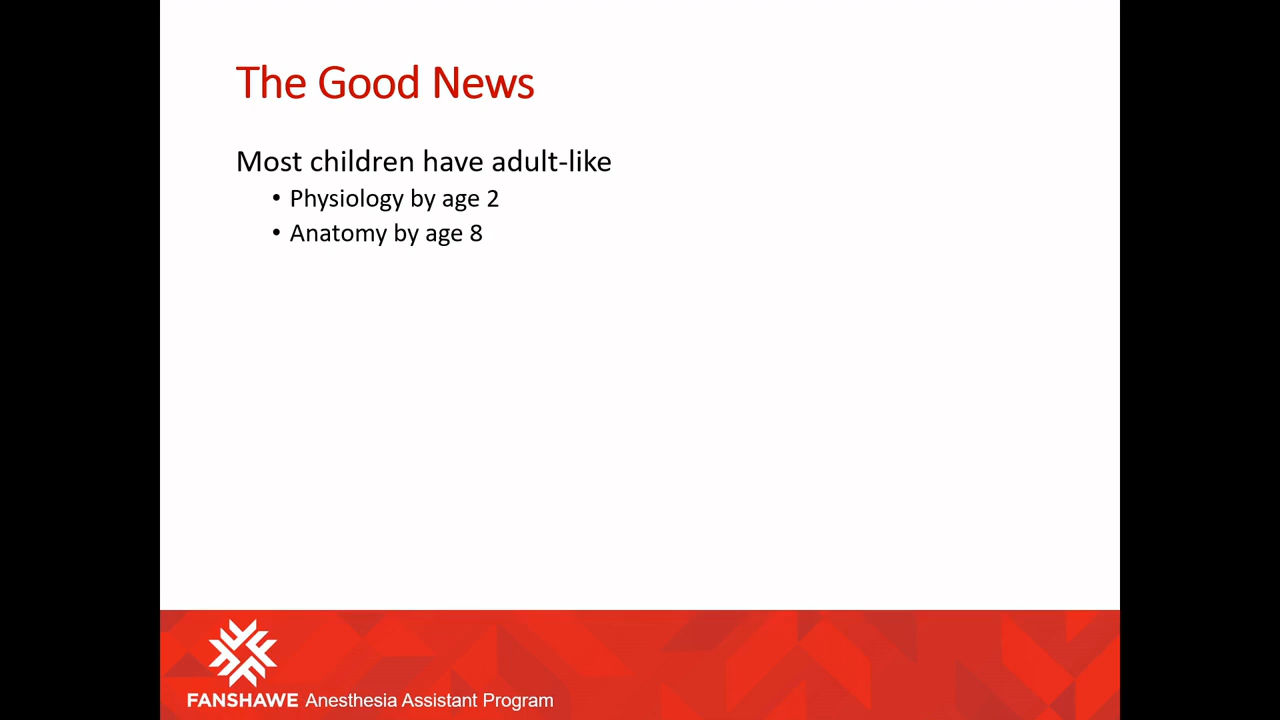 The Good News
Most children have adult-like
• Physiology by age 2
• Anatomy by age 8
FANSHAWE Anesthesia Assistant Program